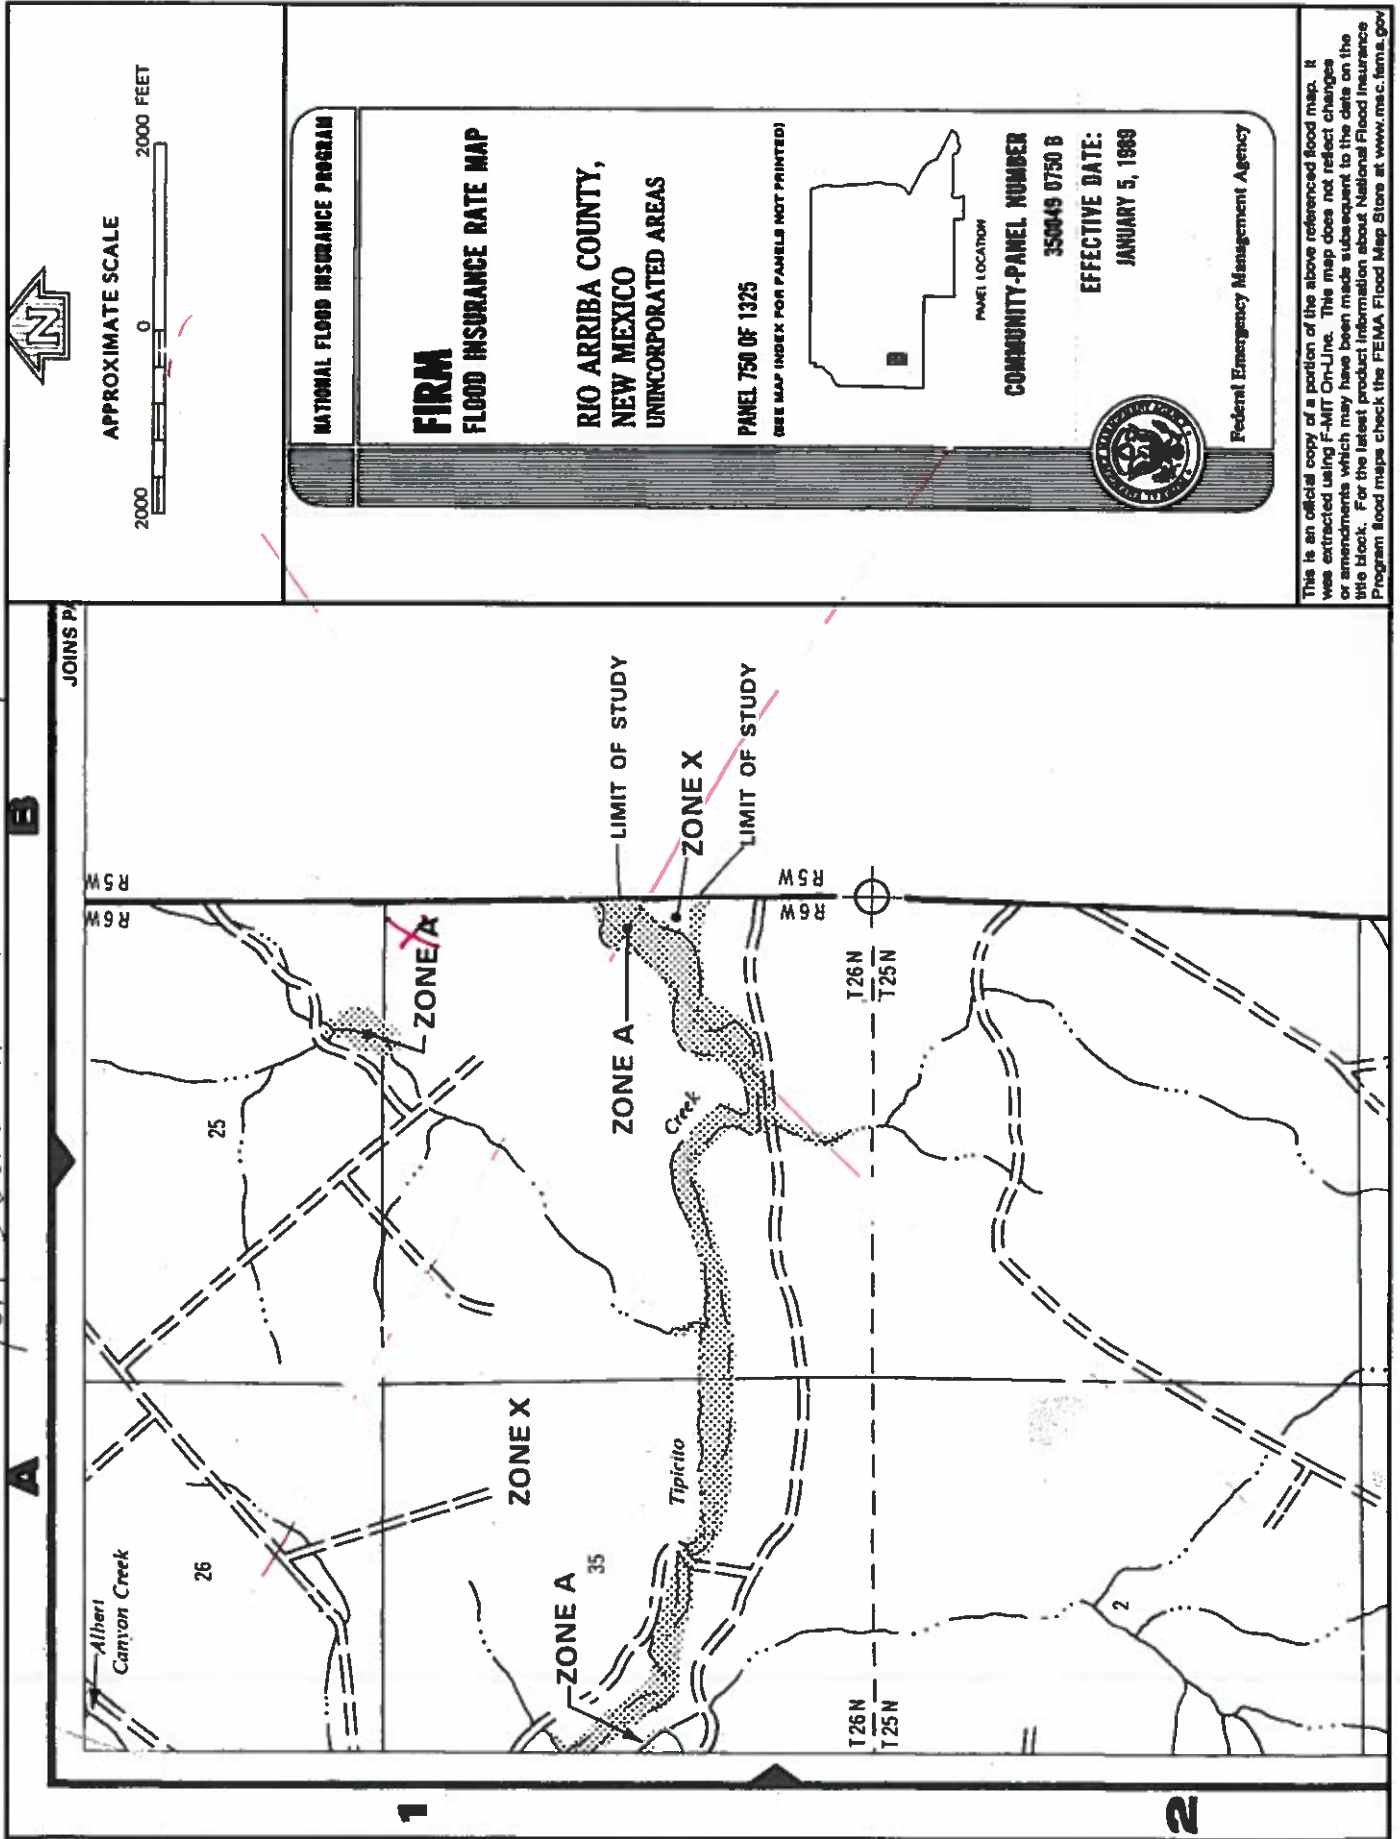 B
A
1
2
JOINS PA
R6W
R5W
Albert
Canyon Creek
26
25
ZONE A
ZONE X
LIMIT OF STUDY
ZONE A
ZONE A
35
Tipicito
Creek
ZONE X
LIMIT OF STUDY
R6W
R5W
T26N
T25N
T26N
T25N
2
N
APPROXIMATE SCALE
2000
0
2000 FEET
NATIONAL FLOOD INSURANCE PROGRAM
FIRM
FLOOD INSURANCE RATE MAP
RIO ARRIBA COUNTY,
NEW MEXICO
UNINCORPORATED AREAS
PANEL 750 OF 1325
(SEE MAP INDEX FOR PANELS NOT PRINTED)
PANEL LOCATION
COMMUNITY-PANEL NUMBER
350049 0750 B
EFFECTIVE DATE:
JANUARY 5, 1989
Federal Emergency Management Agency
This is an official copy of a portion of the above referenced flood map. It
was extracted using F-MIT On-Line. This map does not reflect changes
or amendments which may have been made subsequent to the date on the
title block. For the latest product information about National Flood Insurance
Program flood maps check the FEMA Flood Map Store at www.msc.fema.gov